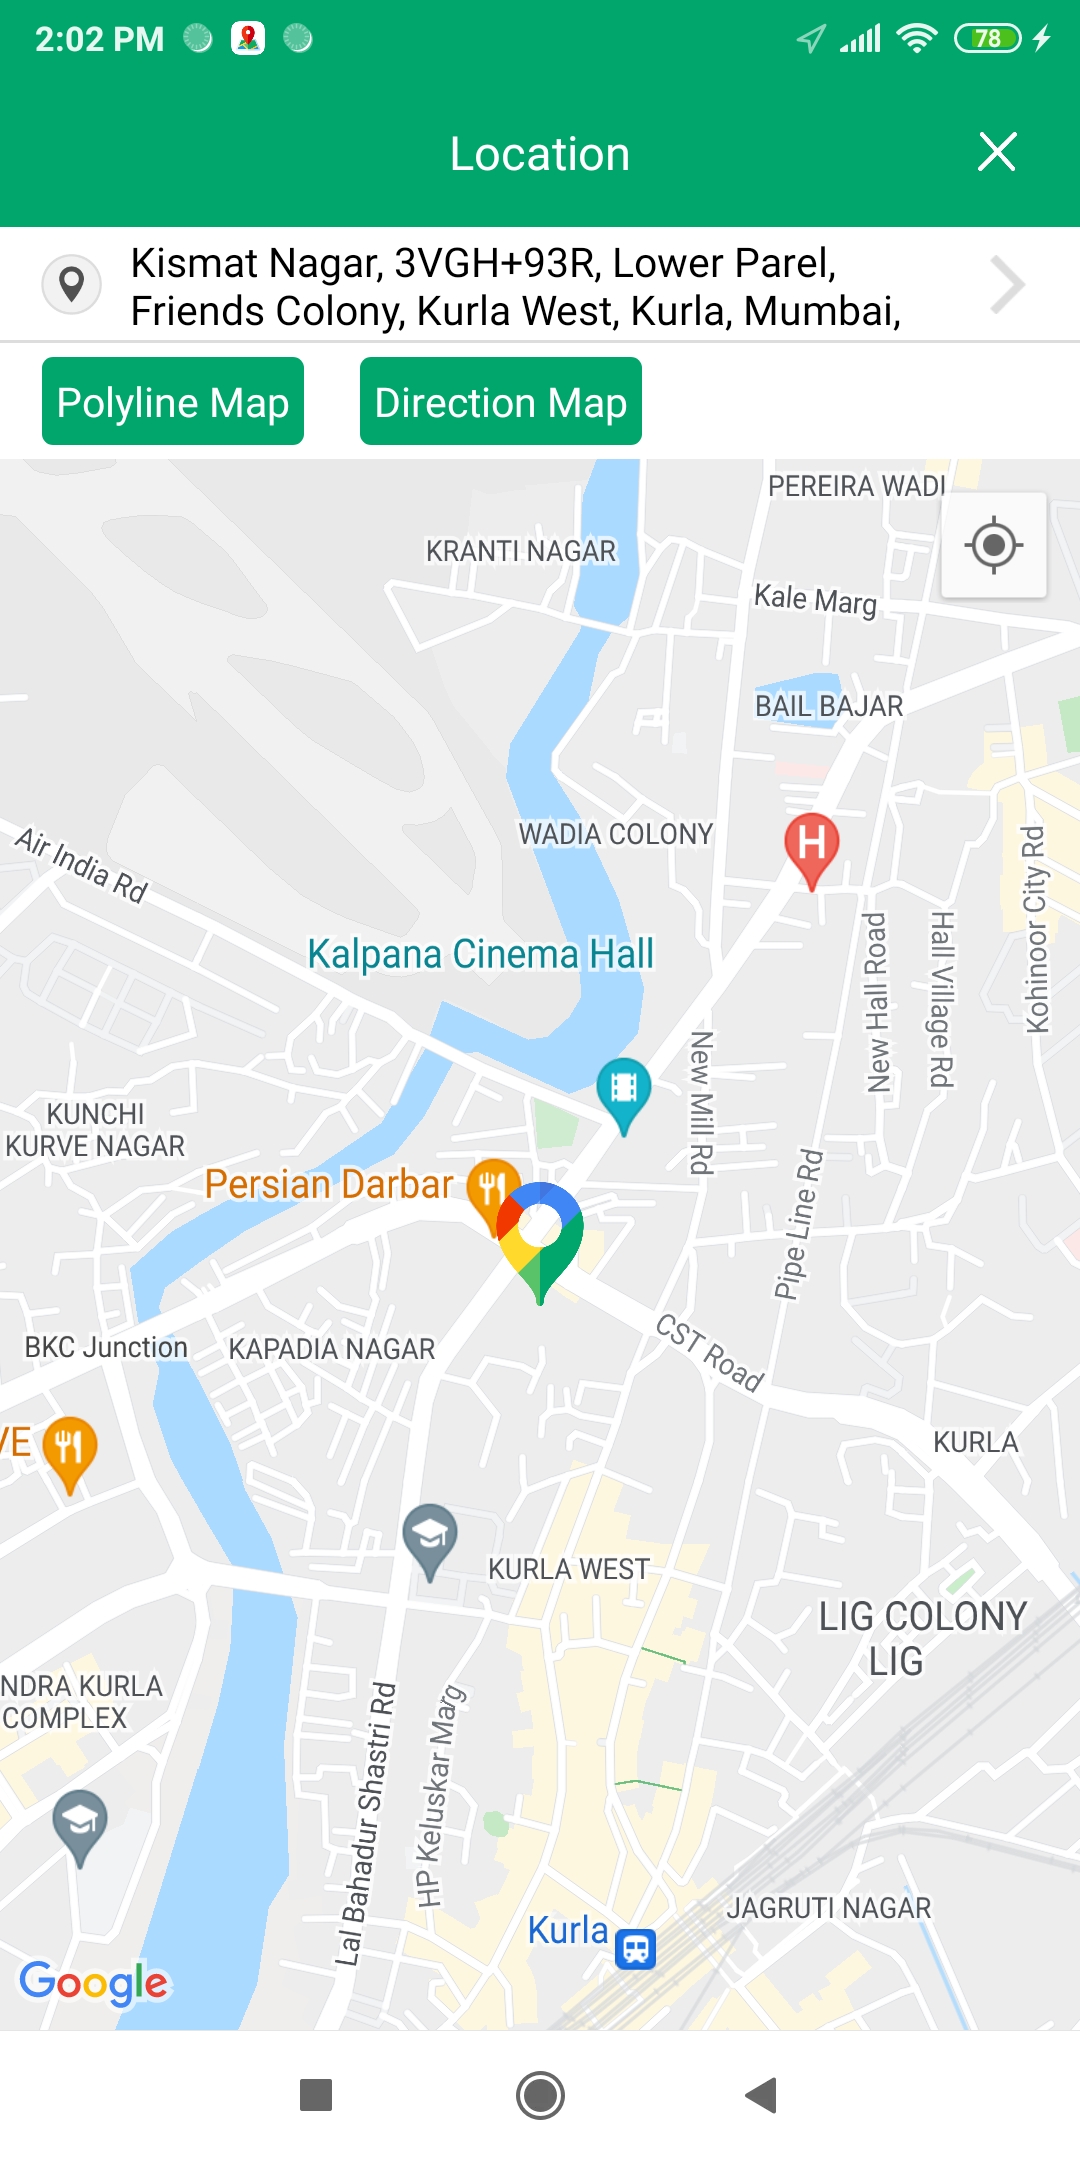 2:02 PM
78
Location
Kismat Nagar, 3VGH+93R, Lower Parel,
Friends Colony, Kurla West, Kurla, Mumbai,
Polyline Map
Direction Map
PEREIRA WADI
KRANTI NAGAR
Kale Marg
BAIL BAJAR
WADIA COLONY
H
Air India Rd
Kalpana Cinema Hall
New Hall Road
Hall Village Rd
Kohinoor City Rd
New Mill Rd
KUNCHI
KURVE NAGAR
Persian Darbar
Pipe Line Rd
BKC Junction
KAPADIA NAGAR
CST Road
VE
KURLA
KURLA WEST
LIG COLONY
LIG
NDRA KURLA
COMPLEX
Lal Bahadur Shastri Rd
HP Keluskar Marg
JAGRUTI NAGAR
Kurla
Google